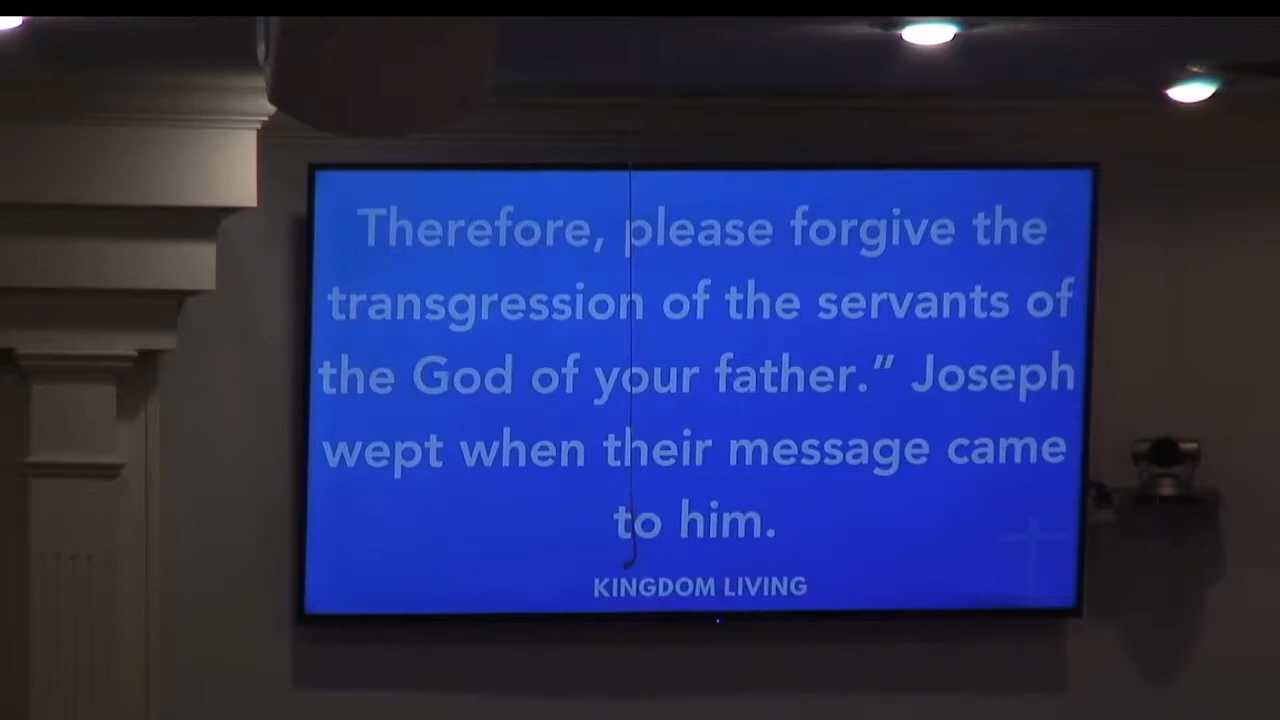 Therefore, please forgive the
transgression of the servants of
the God of your father.” Joseph
wept when their message came
to him.
KINGDOM LIVING